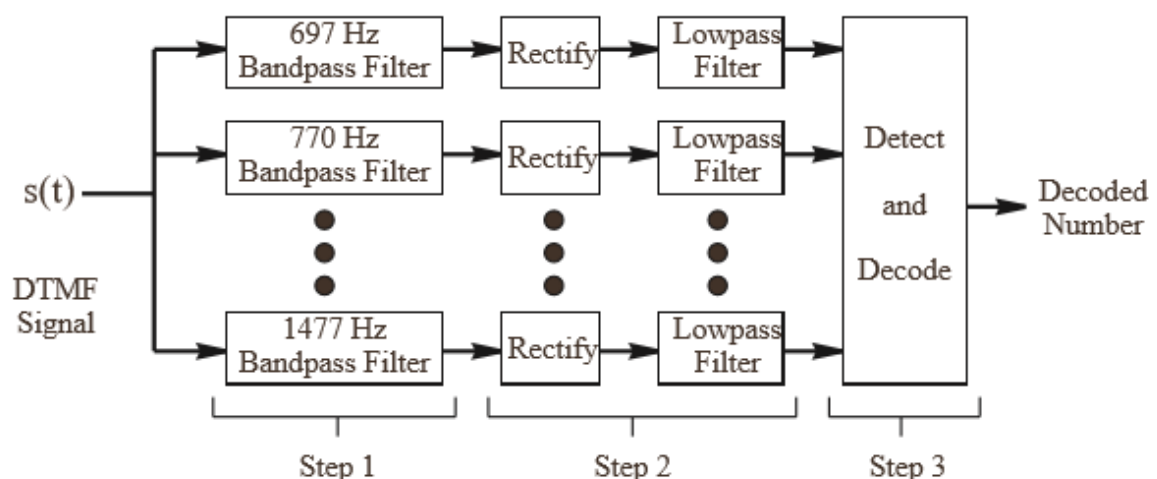 697 Hz
Bandpass Filter
Rectify
Lowpass
Filter
770 Hz
Bandpass Filter
Rectify
Lowpass
Filter
s(t)
DTMF
Signal
1477 Hz
Bandpass Filter
Rectify
Lowpass
Filter
Detect
and
Decode
Decoded
Number
Step 1
Step 2
Step 3